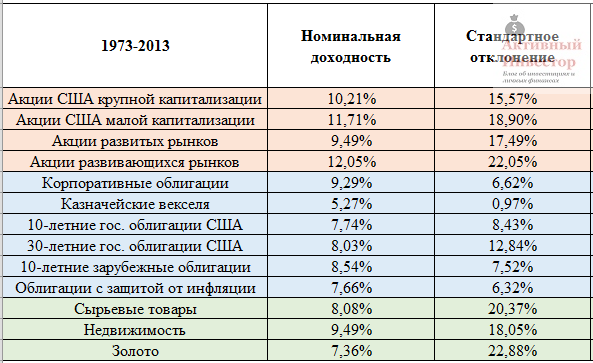 1973-2013 Номинальная доходность Стандартное отклонение
Активный
Инвестор
Блог об инвестициях и
личных финансах
Акции США крупной капитализации 10,21% 15,57%
Акции США малой капитализации 11,71% 18,90%
Акции развитых рынков 9,49% 17,49%
Акции развивающихся рынков 12,05% 22,05%
Корпоративные облигации 9,29% 6,62%
Казначейские векселя 5,27% 0,97%
10-летние гос. облигации США 7,74% 8,43%
30-летние гос. облигации США 8,03% 12,84%
10-летние зарубежные облигации 8,54% 7,52%
Облигации с защитой от инфляции 7,66% 6,32%
Сырьевые товары 8,08% 20,37%
Недвижимость 9,49% 18,05%
Золото 7,36% 22,88%